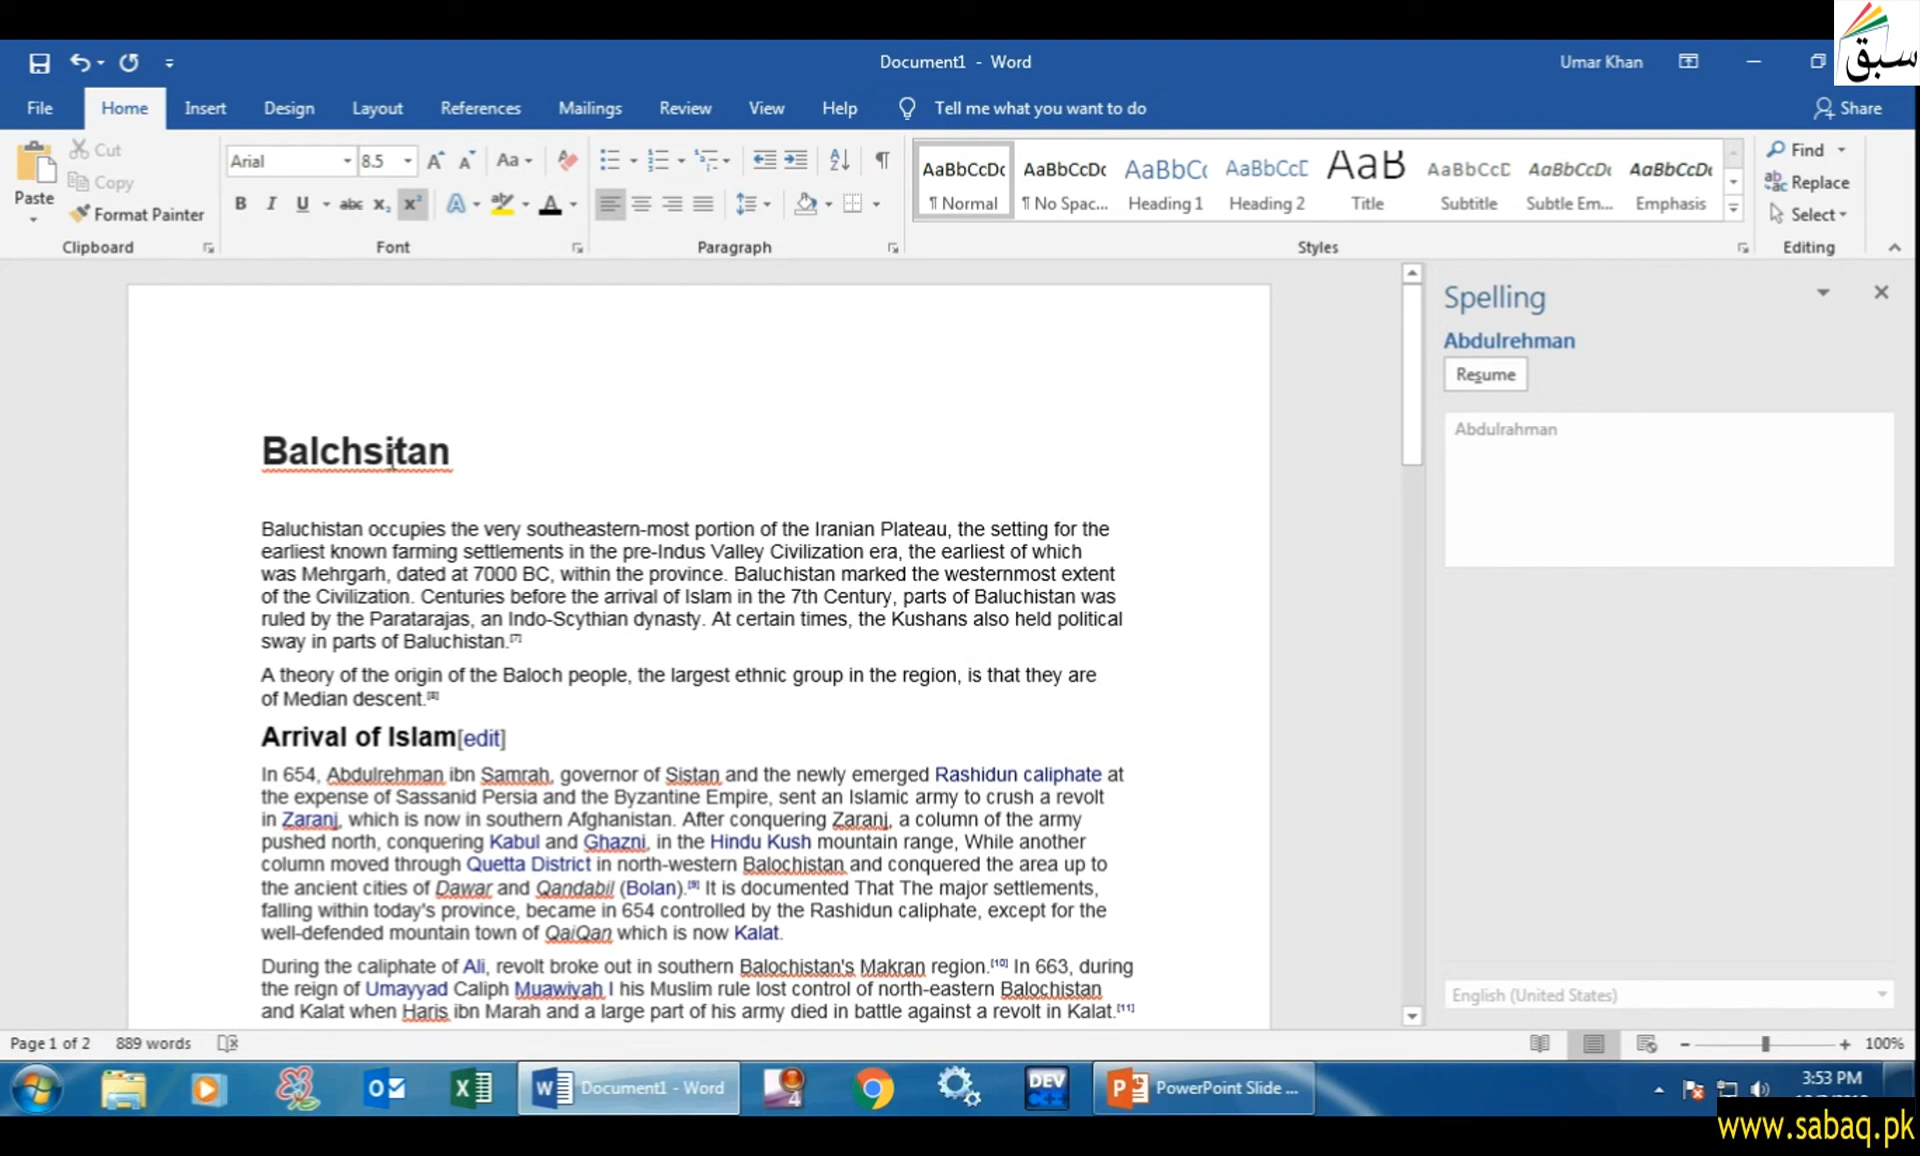 سبق
Document1 - Word
Umar Khan
File Home Insert Design Layout References Mailings Review View Help Tell me what you want to do Share
Paste
Cut
Copy
Format Painter
Clipboard
Arial 8.5
Font
Paragraph
AaBbCcDc AaBbCcDc AaBbC( AaBbCcD AaB AaBbCcD AaBbCcDc AaBbCcDc
¶ Normal ¶ No Spac... Heading 1 Heading 2 Title Subtitle Subtle Em... Emphasis
Styles
Find
Replace
Select
Editing
Balchsitan
Baluchistan occupies the very southeastern-most portion of the Iranian Plateau, the setting for the
earliest known farming settlements in the pre-Indus Valley Civilization era, the earliest of which
was Mehrgarh, dated at 7000 BC, within the province. Baluchistan marked the westernmost extent
of the Civilization. Centuries before the arrival of Islam in the 7th Century, parts of Baluchistan was
ruled by the Paratarajas, an Indo-Scythian dynasty. At certain times, the Kushans also held political
sway in parts of Baluchistan.[7]
A theory of the origin of the Baloch people, the largest ethnic group in the region, is that they are
of Median descent.[8]
Arrival of Islam[edit]
In 654, Abdulrehman ibn Samrah, governor of Sistan and the newly emerged Rashidun caliphate at
the expense of Sassanid Persia and the Byzantine Empire, sent an Islamic army to crush a revolt
in Zaranj, which is now in southern Afghanistan. After conquering Zaranj, a column of the army
pushed north, conquering Kabul and Ghazni, in the Hindu Kush mountain range, While another
column moved through Quetta District in north-western Balochistan and conquered the area up to
the ancient cities of Dawar and Qandabil (Bolan).[9] It is documented That The major settlements,
falling within today's province, became in 654 controlled by the Rashidun caliphate, except for the
well-defended mountain town of QaiQan which is now Kalat.
During the caliphate of Ali, revolt broke out in southern Balochistan's Makran region.[10] In 663, during
the reign of Umayyad Caliph Muawiyah I his Muslim rule lost control of north-eastern Balochistan
and Kalat when Haris ibn Marah and a large part of his army died in battle against a revolt in Kalat.[11]
Spelling
Abdulrehman
Resume
Abdulrahman
English (United States)
Page 1 of 2 889 words 100%
Document1 - Word
DEV C++
PowerPoint Slide ...
3:53 PM
www.sabaq.pk